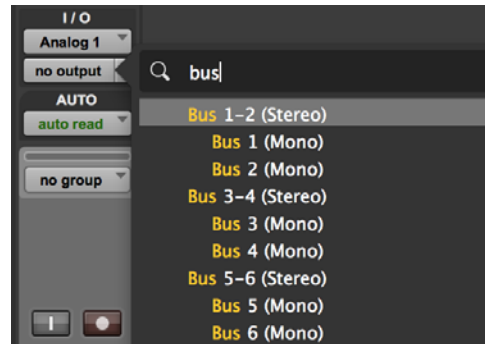 I/O
Analog 1
no output
bus
AUTO
auto read
Bus 1-2 (Stereo)
Bus 1 (Mono)
Bus 2 (Mono)
no group
Bus 3-4 (Stereo)
Bus 3 (Mono)
Bus 4 (Mono)
Bus 5-6 (Stereo)
Bus 5 (Mono)
Bus 6 (Mono)
I